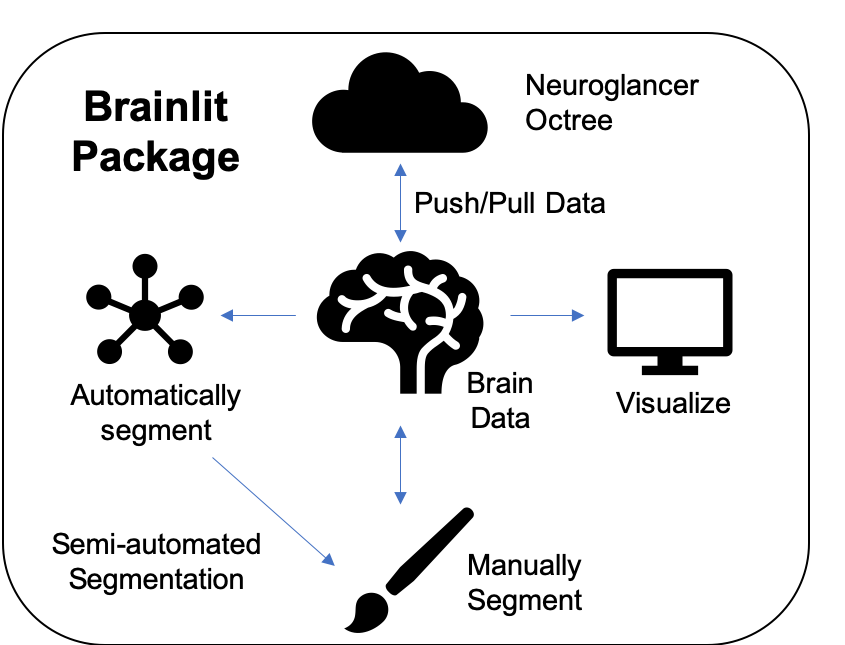 Brainlit
Package
Neuroglancer
Octree
Push/Pull Data
Automatically
segment
Brain
Data
Visualize
Semi-automated
Segmentation
Manually
Segment